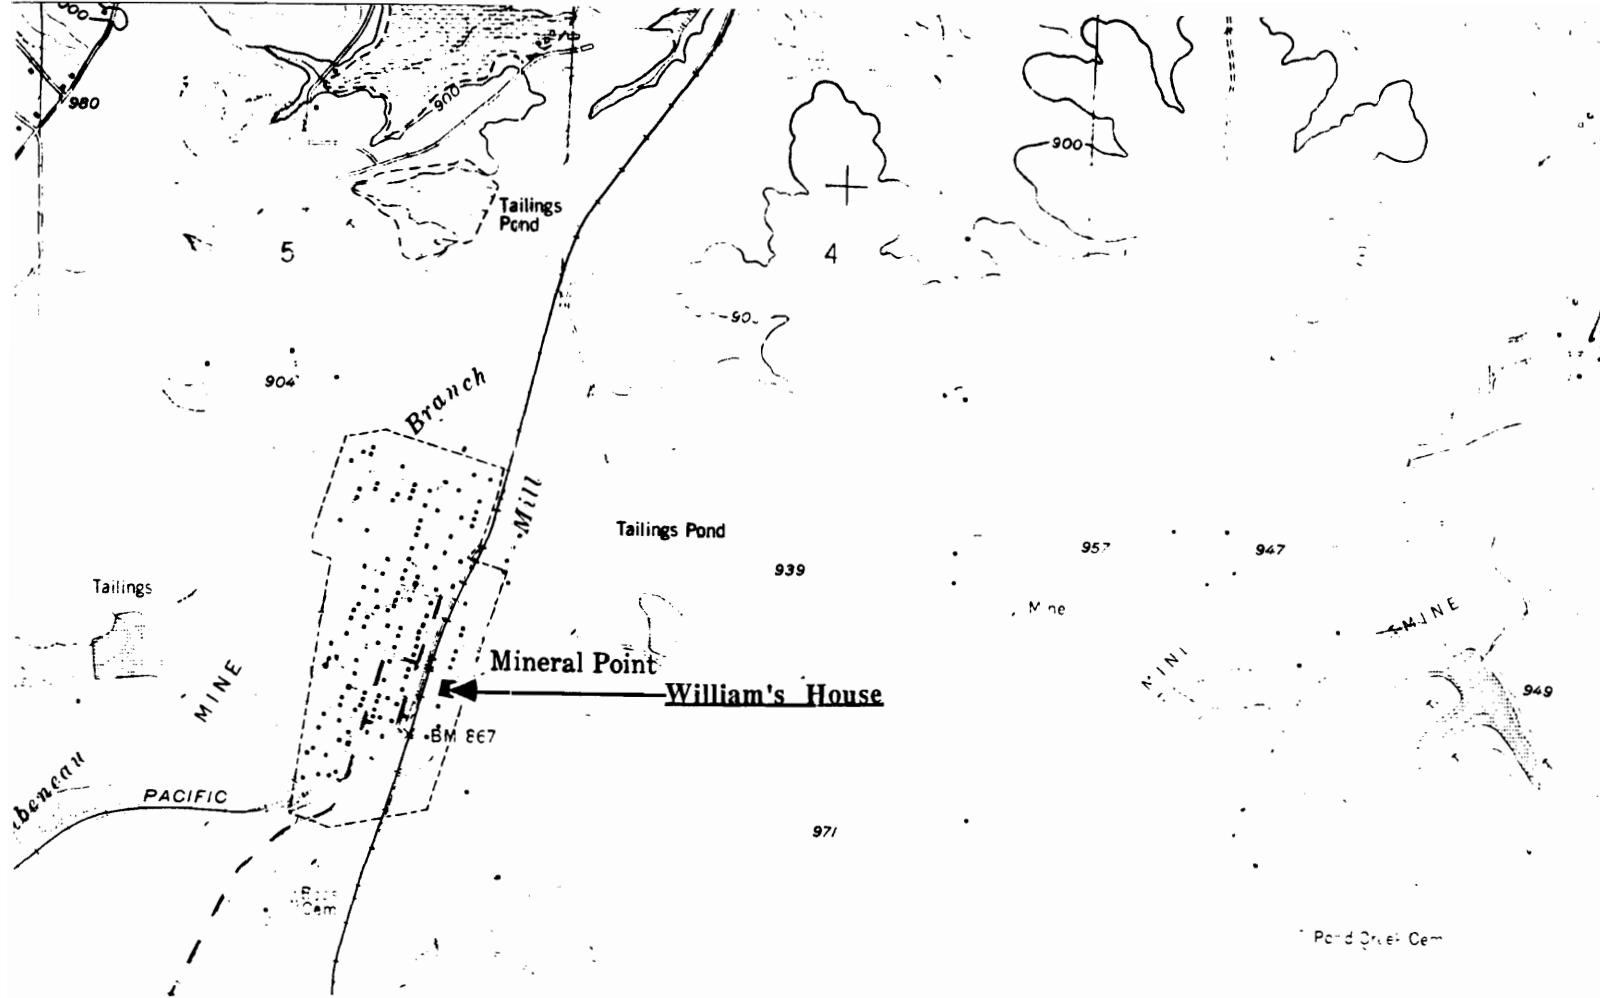 980
900
900
Tailings
Pond
5
4
904
Branch
Mill
Tailings Pond
939
957
947
Tailings
MINE
MINE
Mineral Point
William's House
949
BM 867
PACIFIC
971
Cem